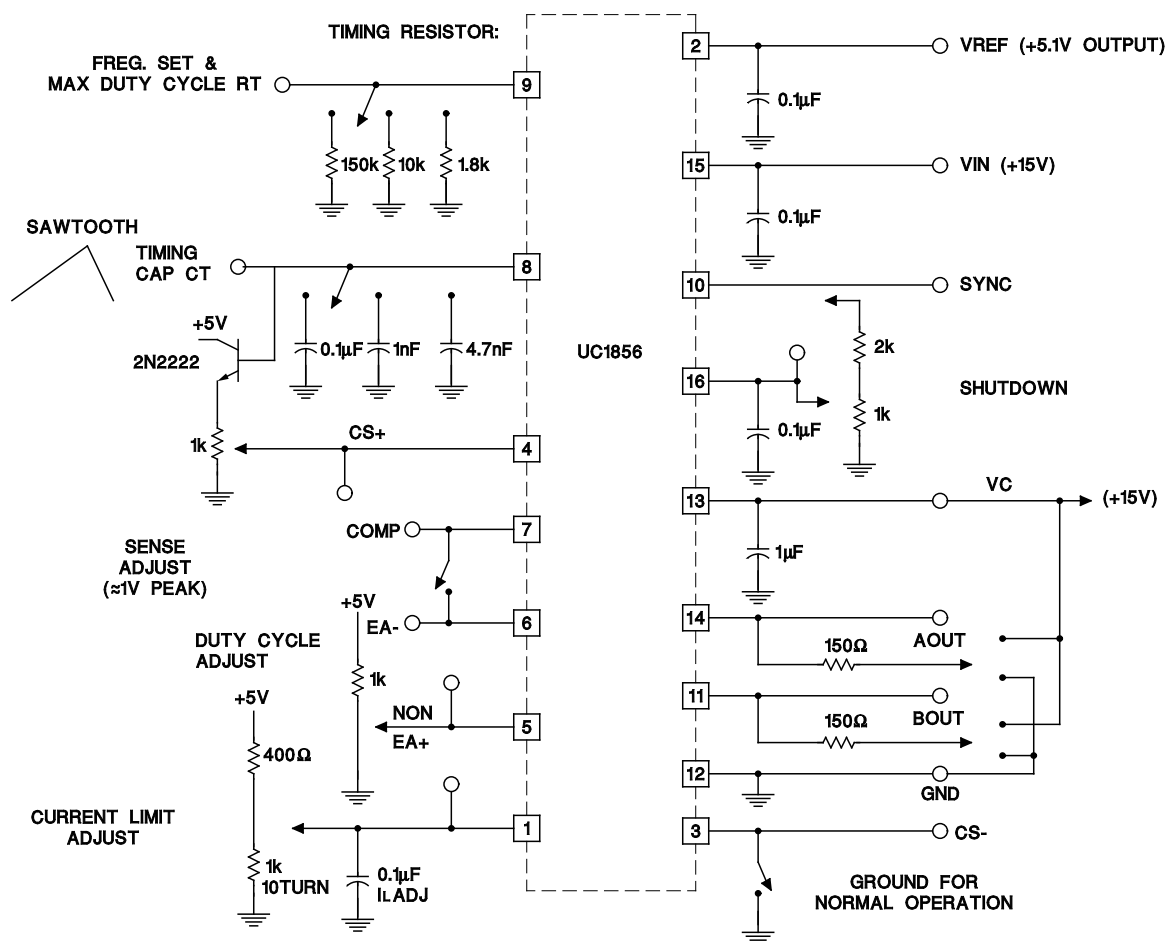 TIMING RESISTOR:
FREG. SET &
MAX DUTY CYCLE RT
9
150k
10k
1.8k
SAWTOOTH
TIMING
CAP CT
8
+5V
2N2222
0.1µF
1nF
4.7nF
1k
CS+
4
COMP
7
SENSE
ADJUST
(≈1V PEAK)
EA-
6
DUTY CYCLE
ADJUST
+5V
1k
NON
EA+
5
+5V
400Ω
CURRENT LIMIT
ADJUST
1
1k
10TURN
0.1µF
IL ADJ
UC1856
2
VREF (+5.1V OUTPUT)
0.1µF
15
VIN (+15V)
0.1µF
10
SYNC
2k
16
SHUTDOWN
1k
0.1µF
13
VC
(+15V)
1µF
14
AOUT
150Ω
11
BOUT
150Ω
12
GND
3
CS-
GROUND FOR
NORMAL OPERATION